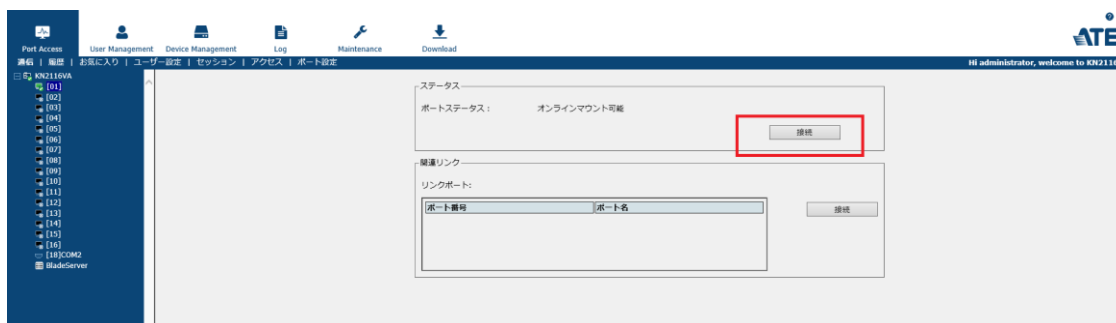 Port Access User Management Device Management Log Maintenance Download
ATE
通信 | 履歴 | お気に入り | ユーザー設定 | セッション | アクセス | ポート設定
Hi administrator, welcome to KN2116
KN2116VA
[01]
[02]
[03]
[04]
[05]
[06]
[07]
[08]
[09]
[10]
[11]
[12]
[13]
[14]
[15]
[16]
[18]COM2
BladeServer
ステータス
ポートステータス： オンラインマウント可能
接続
関連リンク
リンクポート:
ポート番号 ポート名
接続